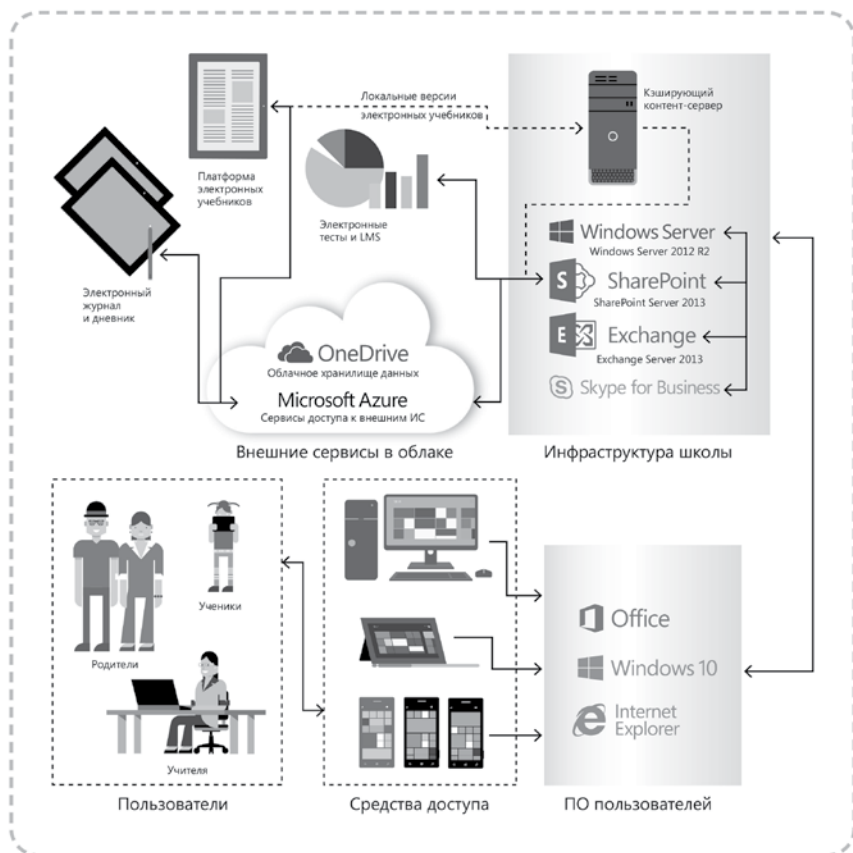 Локальные версии
электронных учебников
Кэширующий
контент-сервер
Платформа
электронных
учебников
Электронные
тесты и LMS
Электронный
журнал
и дневник
Windows Server
Windows Server 2012 R2
S
SharePoint
SharePoint Server 2013
E
Exchange
Exchange Server 2013
S
Skype for Business
OneDrive
Облачное хранилище данных
Microsoft Azure
Сервисы доступа к внешним ИС
Внешние сервисы в облаке
Инфраструктура школы
Родители
Ученики
Учителя
Office
Windows 10
Internet
Explorer
Пользователи
Средства доступа
ПО пользователей